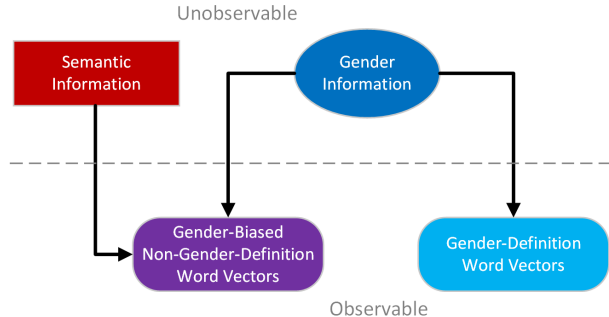 Unobservable
Semantic
Information
Gender
Information
Gender-Biased
Non-Gender-Definition
Word Vectors
Gender-Definition
Word Vectors
Observable